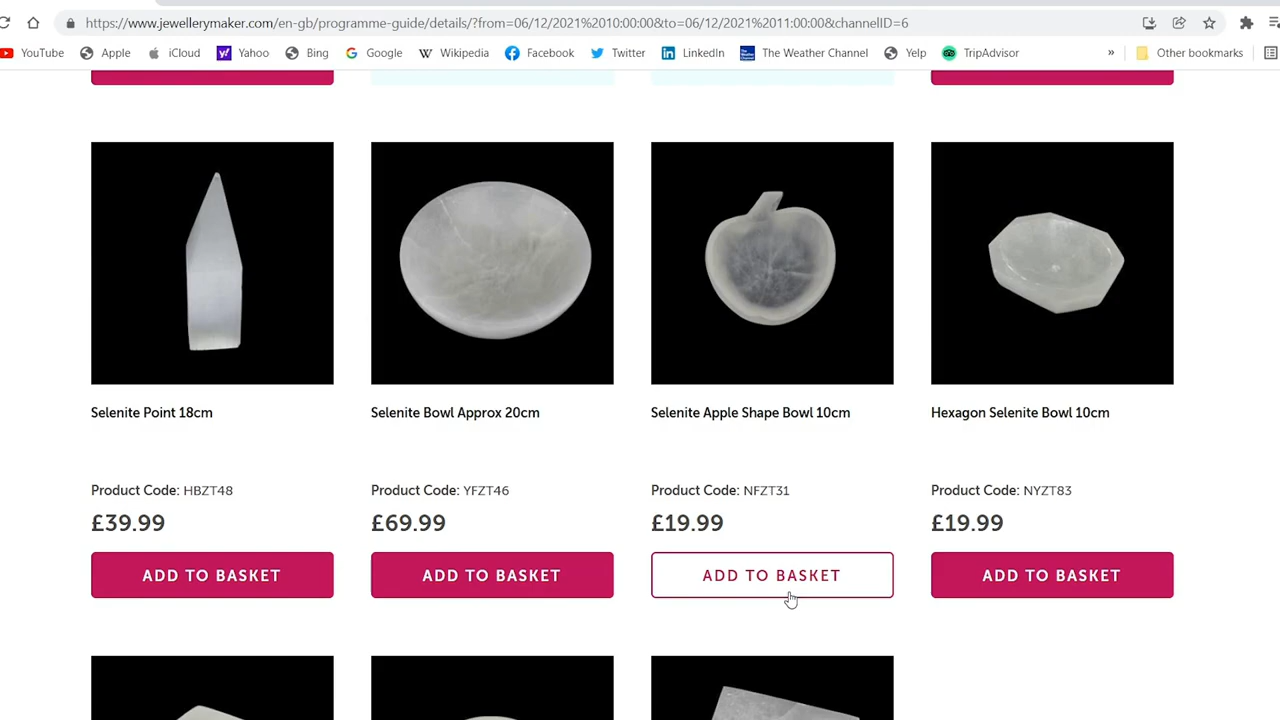 https://www.jewellerymaker.com/en-gb/programme-guide/details/?from=06/12/2021%2010:00:00&to=06/12/2021%2011:00:00&channelID=6
YouTube Apple iCloud Yahoo Bing Google Wikipedia Facebook Twitter LinkedIn The Weather Channel Yelp TripAdvisor » Other bookmarks
Selenite Point 18cm
Selenite Bowl Approx 20cm
Selenite Apple Shape Bowl 10cm
Hexagon Selenite Bowl 10cm
Product Code: HBZT48
Product Code: YFZT46
Product Code: NFZT31
Product Code: NYZT83
£39.99
£69.99
£19.99
£19.99
ADD TO BASKET
ADD TO BASKET
ADD TO BASKET
ADD TO BASKET